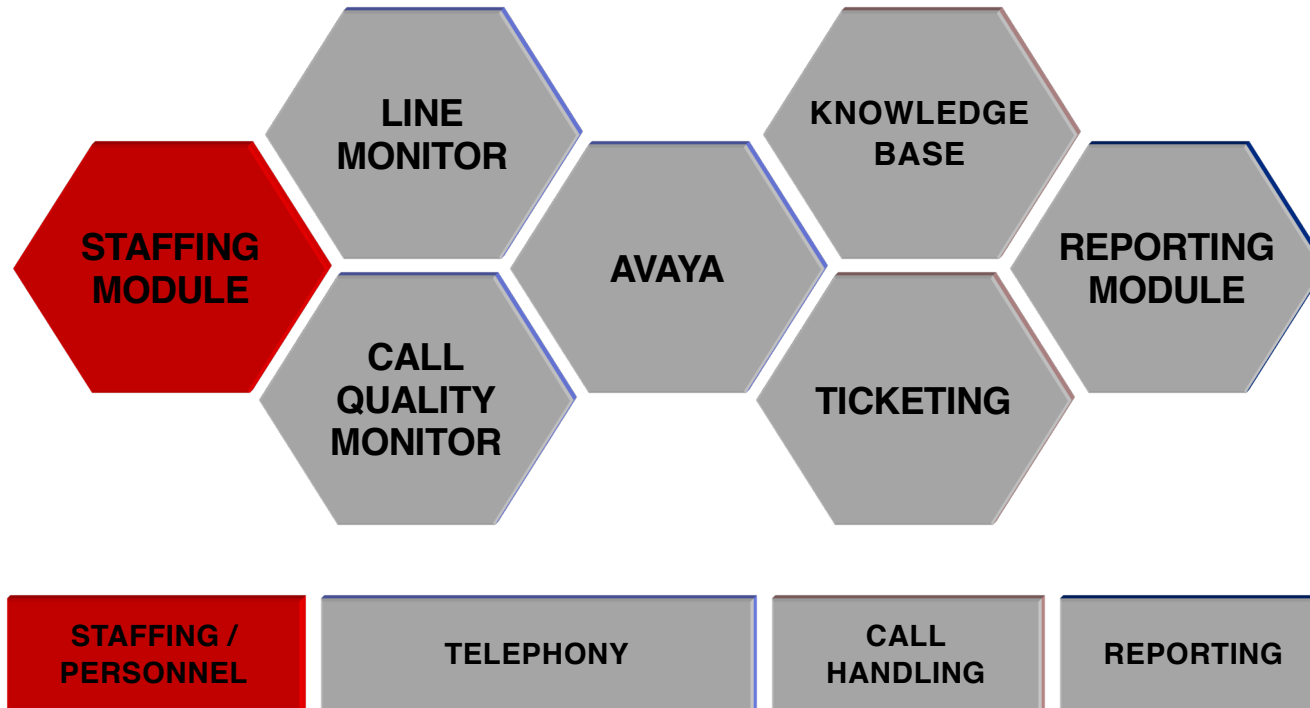 LINE
MONITOR
KNOWLEDGE
BASE
STAFFING
MODULE
AVAYA
REPORTING
MODULE
CALL
QUALITY
MONITOR
TICKETING
STAFFING /
PERSONNEL
TELEPHONY
CALL
HANDLING
REPORTING